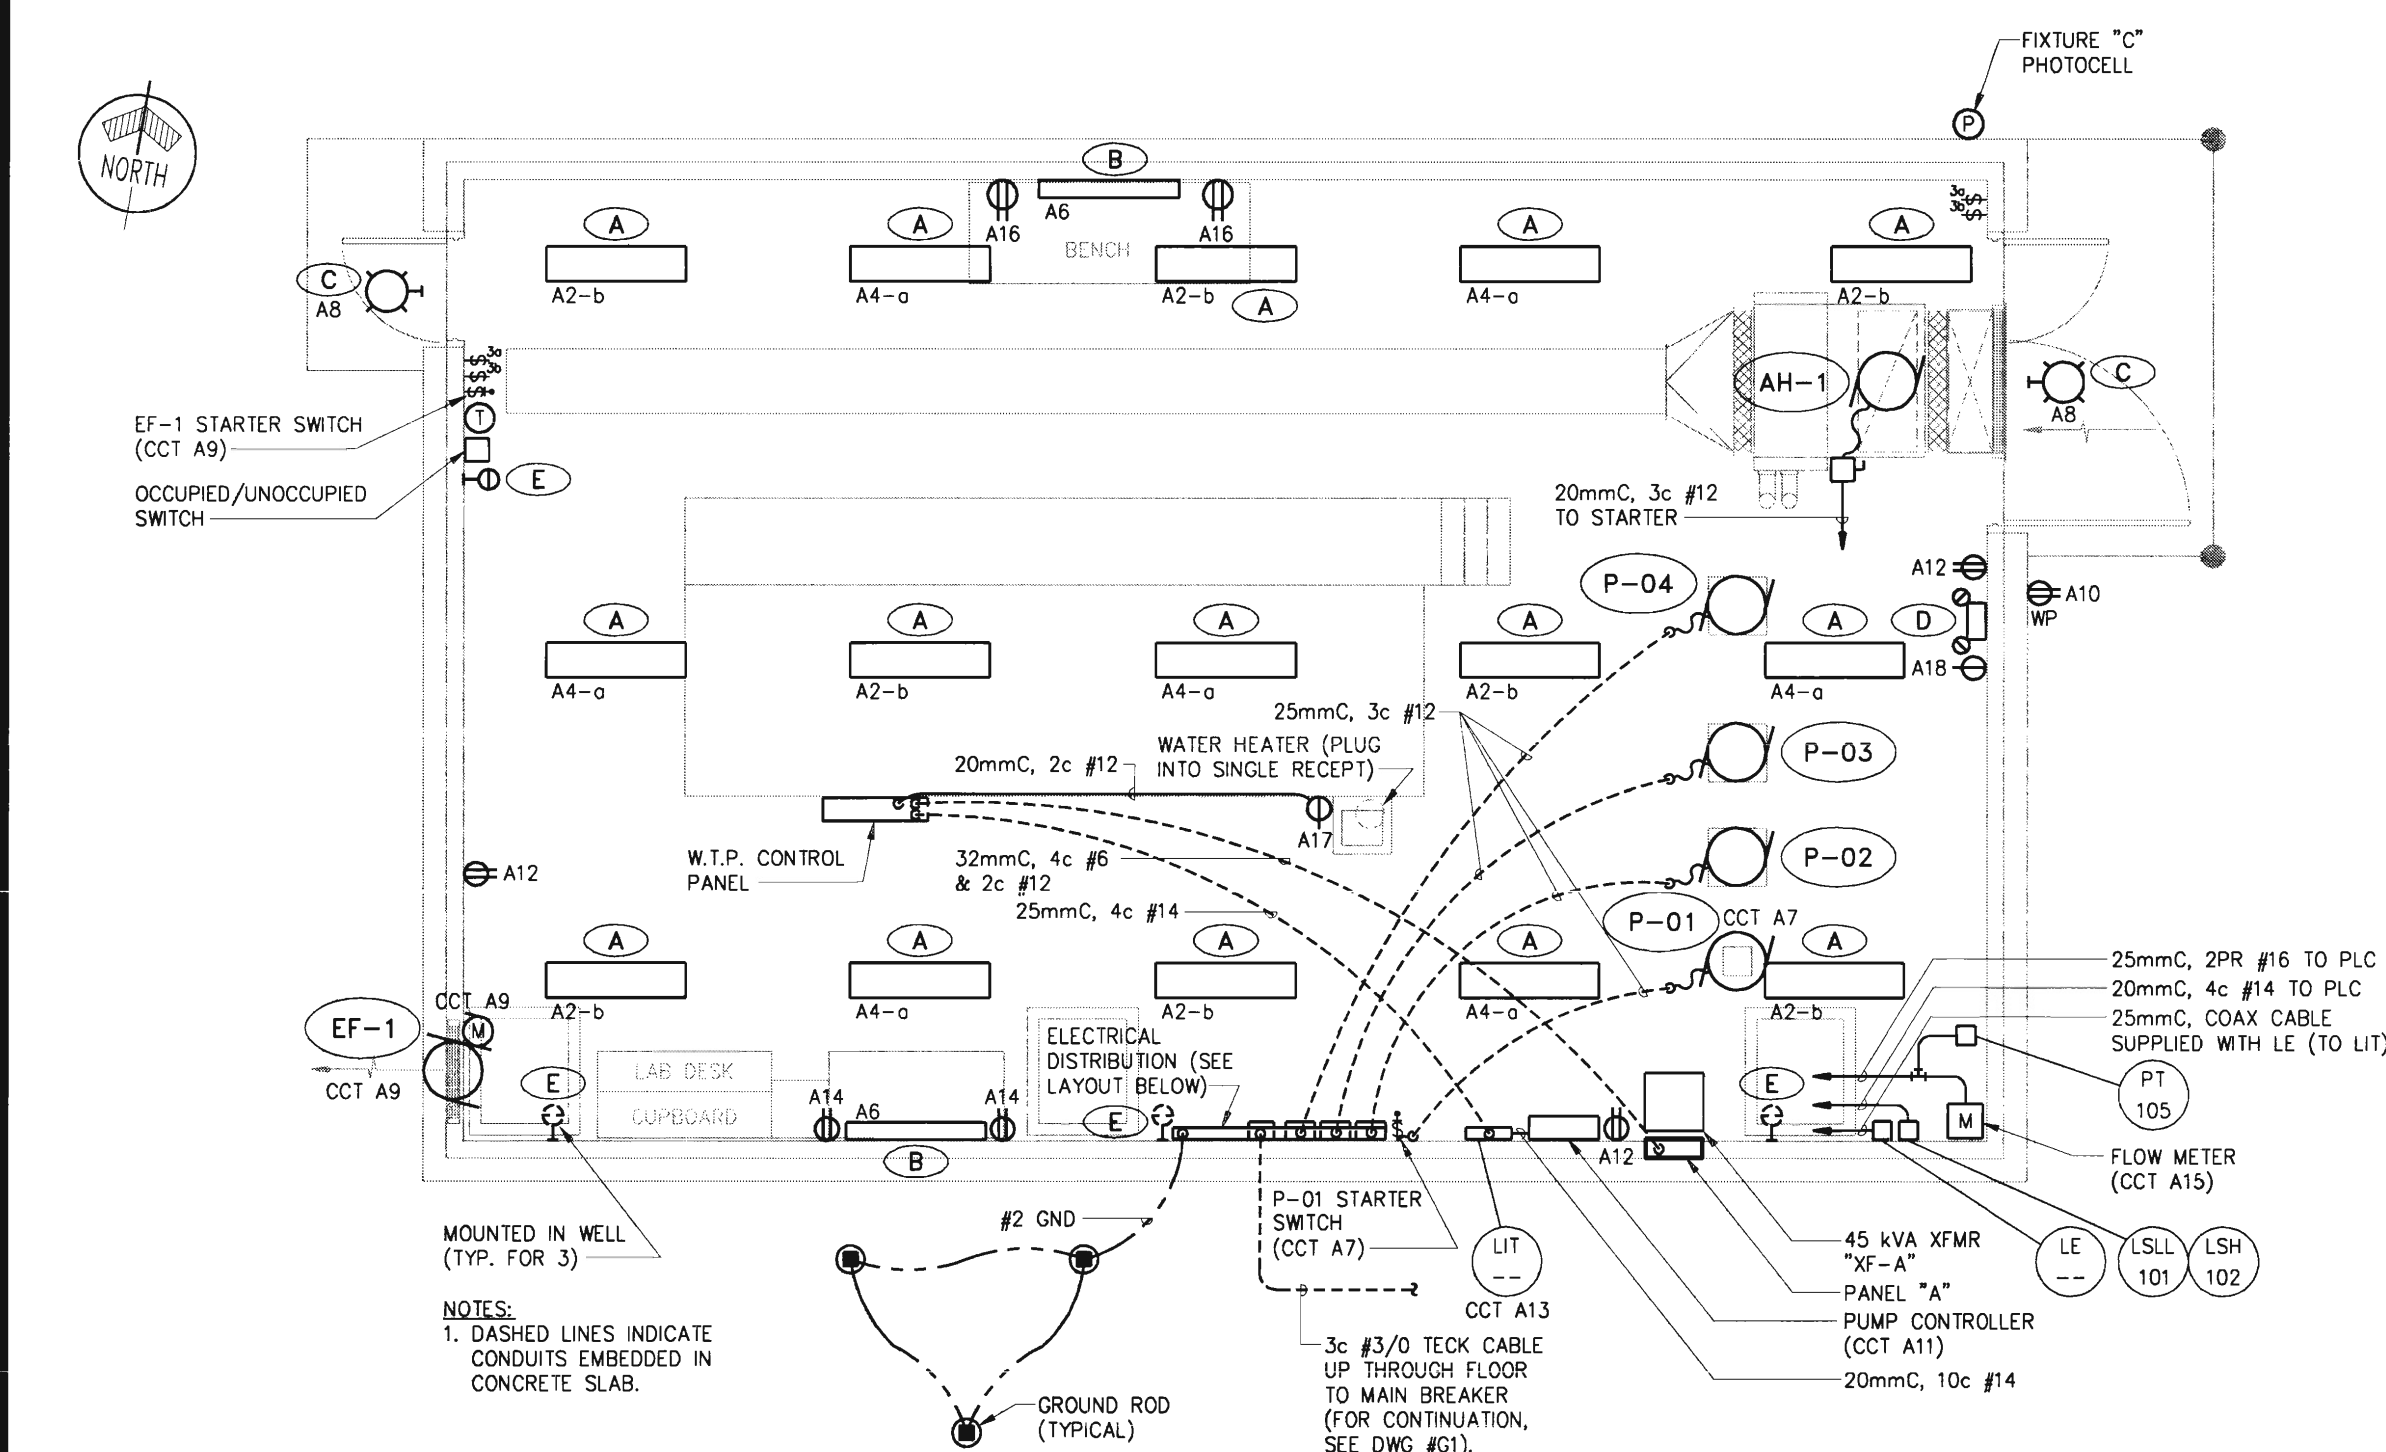 FIXTURE "C"
PHOTOCELL
P
NORTH
B
A6
A16
A16
BENCH
3a
3b
A
A
A
A
A2-b
A4-a
A2-b
A4-a
A2-b
A
C
A8
3a
3b
EF-1 STARTER SWITCH
(CCT A9)
T
OCCUPIED/UNOCCUPIED
SWITCH
E
AH-1
C
A8
20mmC, 3c #12
TO STARTER
P-04
A12
A10
WP
D
A18
A
A
A
A
A
A4-a
A2-b
A4-a
A2-b
A4-a
25mmC, 3c #12
WATER HEATER (PLUG
INTO SINGLE RECEPT)
20mmC, 2c #12
P-03
A17
W.T.P. CONTROL
PANEL
32mmC, 4c #6
& 2c #12
25mmC, 4c #14
P-02
A12
P-01
CCT A7
A
A
A
A
A
A2-b
A4-a
A2-b
A4-a
A2-b
25mmC, 2PR #16 TO PLC
20mmC, 4c #14 TO PLC
25mmC, COAX CABLE
SUPPLIED WITH LE (TO LIT)
CCT A9
EF-1
M
CCT A9
E
LAB DESK
CUPBOARD
A14
A6
A14
B
ELECTRICAL
DISTRIBUTION (SEE
LAYOUT BELOW)
E
A12
E
M
PT
105
FLOW METER
(CCT A15)
MOUNTED IN WELL
(TYP. FOR 3)
#2 GND
P-01 STARTER
SWITCH
(CCT A7)
LIT
--
CCT A13
45 kVA XFMR
"XF-A"
PANEL "A"
PUMP CONTROLLER
(CCT A11)
20mmC, 10c #14
LE
--
LSLL
101
LSH
102
NOTES:
1. DASHED LINES INDICATE
CONDUITS EMBEDDED IN
CONCRETE SLAB.
GROUND ROD
(TYPICAL)
3c #3/0 TECK CABLE
UP THROUGH FLOOR
TO MAIN BREAKER
(FOR CONTINUATION,
SEE DWG #G1).